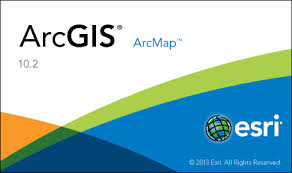 ArcGIS® ArcMap™
10.2
esri®
© 2013 Esri. All Rights Reserved